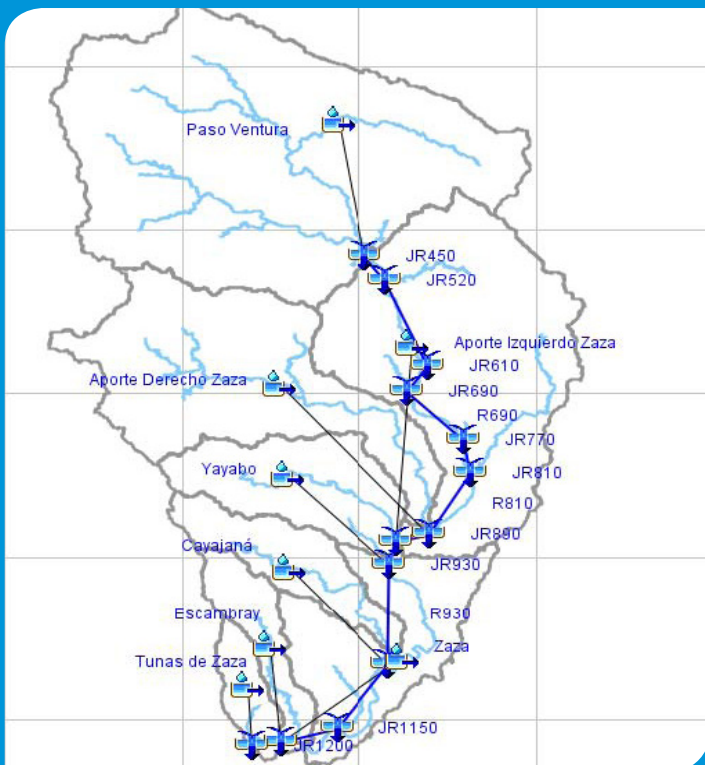 Paso Ventura
JR450
JR520
Aporte Izquierdo Zaza
JR610
Aporte Derecho Zaza
JR690
R690
JR770
Yayabo
JR810
R810
JR890
Cayajaná
JR930
Escambray
R930
Zaza
Tunas de Zaza
JR1150
JR1200